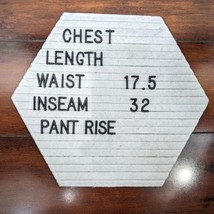 CHEST
LENGTH
WAIST 17.5
INSEAM 32
PANT RISE